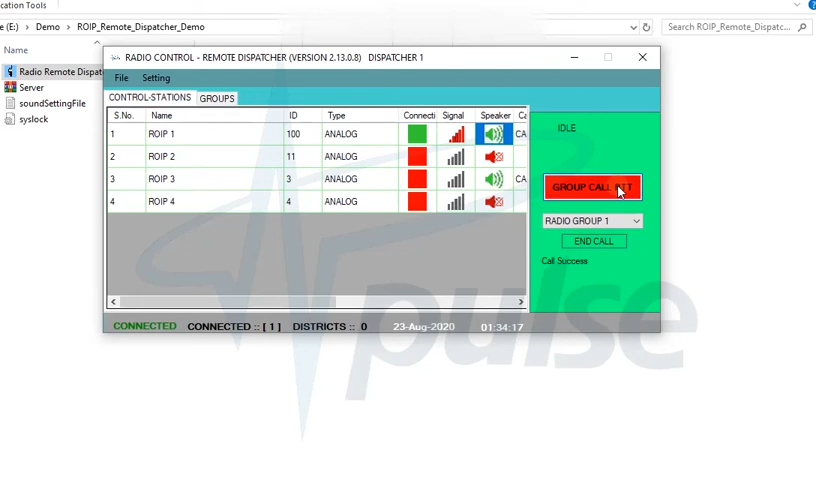 cation Tools
e (E:) › Demo › ROIP_Remote_Dispatcher_Demo
Search ROIP_Remote_Dispatc...
Name
Radio Remote Dispat
Server
soundSettingFile
syslock
RADIO CONTROL - REMOTE DISPATCHER (VERSION 2.13.0.8) DISPATCHER 1
File Setting
CONTROL-STATIONS GROUPS
S.No. Name ID Type Connecti Signal Speaker Ca
1 ROIP 1 100 ANALOG CA
2 ROIP 2 11 ANALOG
3 ROIP 3 3 ANALOG CA
4 ROIP 4 4 ANALOG
IDLE
GROUP CALL PTT
RADIO GROUP 1
END CALL
Call Success
CONNECTED CONNECTED :: [ 1 ] DISTRICTS :: 0 23-Aug-2020 01:34:17
pulse